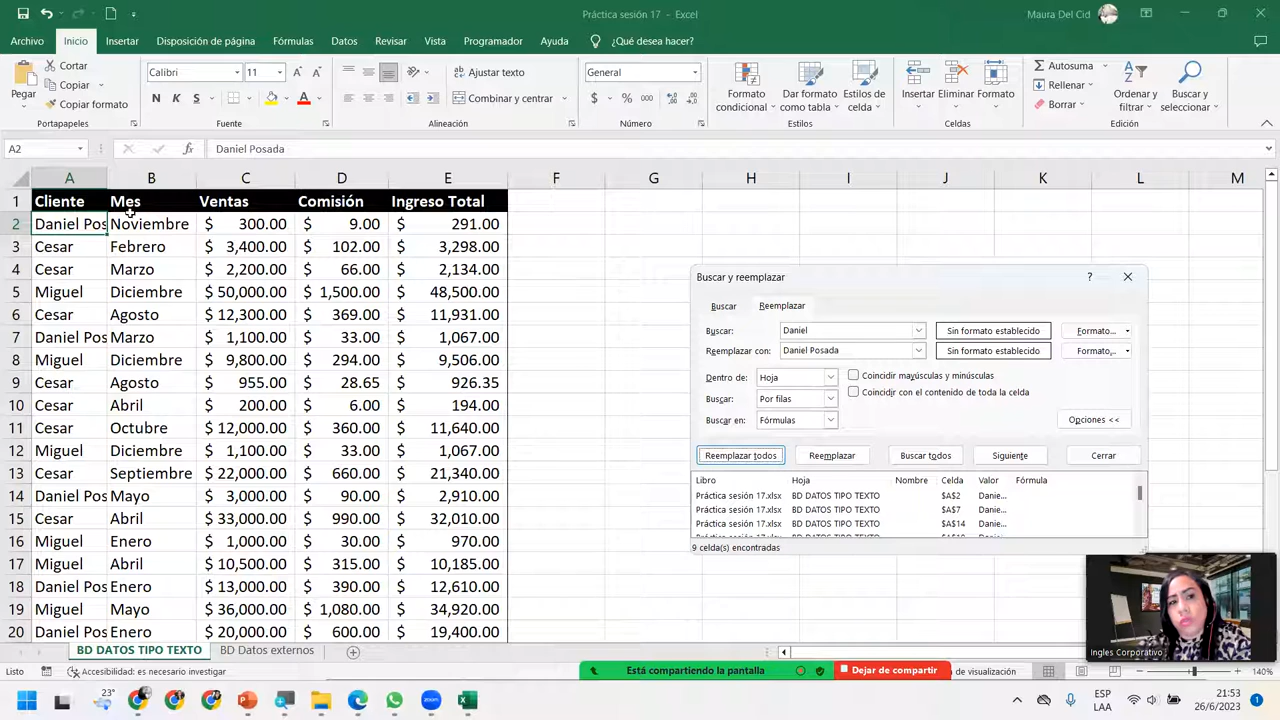 Práctica sesión 17 - Excel
Maura Del Cid
Archivo Inicio Insertar Disposición de página Fórmulas Datos Revisar Vista Programador Ayuda ¿Qué desea hacer?
Pegar
Cortar
Copiar
Copiar formato
Calibri 11
N K S
Ajustar texto
Combinar y centrar
General
$ % 000
Formato condicional
Dar formato como tabla
Estilos de celda
Insertar Eliminar Formato
Autosuma
Rellenar
Borrar
Ordenar y filtrar
Buscar y seleccionar
Portapapeles Fuente Alineación Número Estilos Celdas Edición
A2 fx Daniel Posada
A B C D E F G H I J K L M
1 Cliente Mes Ventas Comisión Ingreso Total
2 Daniel Pos Noviembre $ 300.00 $ 9.00 $ 291.00
3 Cesar Febrero $ 3,400.00 $ 102.00 $ 3,298.00
4 Cesar Marzo $ 2,200.00 $ 66.00 $ 2,134.00
5 Miguel Diciembre $ 50,000.00 $ 1,500.00 $ 48,500.00
6 Cesar Agosto $ 12,300.00 $ 369.00 $ 11,931.00
7 Daniel Pos Marzo $ 1,100.00 $ 33.00 $ 1,067.00
8 Miguel Diciembre $ 9,800.00 $ 294.00 $ 9,506.00
9 Cesar Agosto $ 955.00 $ 28.65 $ 926.35
10 Cesar Abril $ 200.00 $ 6.00 $ 194.00
11 Cesar Octubre $ 12,000.00 $ 360.00 $ 11,640.00
12 Miguel Diciembre $ 1,100.00 $ 33.00 $ 1,067.00
13 Cesar Septiembre $ 22,000.00 $ 660.00 $ 21,340.00
14 Daniel Pos Mayo $ 3,000.00 $ 90.00 $ 2,910.00
15 Cesar Abril $ 33,000.00 $ 990.00 $ 32,010.00
16 Miguel Enero $ 1,000.00 $ 30.00 $ 970.00
17 Miguel Abril $ 10,500.00 $ 315.00 $ 10,185.00
18 Daniel Pos Enero $ 13,000.00 $ 390.00 $ 12,610.00
19 Miguel Mayo $ 36,000.00 $ 1,080.00 $ 34,920.00
20 Daniel Pos Enero $ 20,000.00 $ 600.00 $ 19,400.00
Buscar y reemplazar ?
Buscar Reemplazar
Buscar: Daniel Sin formato establecido Formato...
Reemplazar con: Daniel Posada Sin formato establecido Formato...
Dentro de: Hoja Coincidir mayúsculas y minúsculas
Buscar: Por filas Coincidir con el contenido de toda la celda
Buscar en: Fórmulas Opciones <<
Reemplazar todos Reemplazar Buscar todos Siguiente Cerrar
Libro Hoja Nombre Celda Valor Fórmula
Práctica sesión 17.xlsx BD DATOS TIPO TEXTO $A$2 Danie...
Práctica sesión 17.xlsx BD DATOS TIPO TEXTO $A$7 Danie...
Práctica sesión 17.xlsx BD DATOS TIPO TEXTO $A$14 Danie...
9 celda(s) encontradas
Ingles Corporativo
BD DATOS TIPO TEXTO BD Datos externos
Listo Accesibilidad: es necesario investigar Está compartiendo la pantalla Dejar de compartir de visualización 140%
23° ESP LAA 21:53 26/6/2023 1